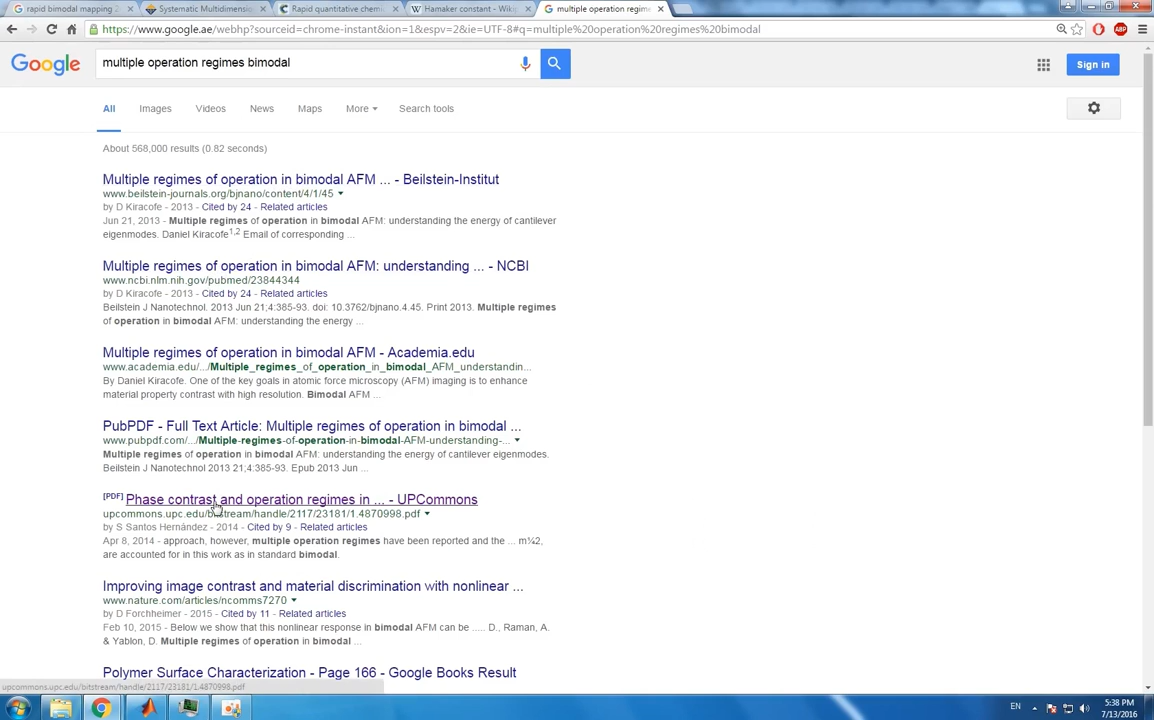 rapid bimodal mapping 2
Systematic Multidimensio
Rapid quantitative chemi
Hamaker constant - Wikip
multiple operation regim
https://www.google.ae/webhp?sourceid=chrome-instant&ion=1&espv=2&ie=UTF-8#q=multiple%20operation%20regimes%20bimodal
Google
multiple operation regimes bimodal
Sign in
All
Images
Videos
News
Maps
More
Search tools
About 568,000 results (0.82 seconds)
Multiple regimes of operation in bimodal AFM ... - Beilstein-Institut
www.beilstein-journals.org/bjnano/content/4/1/45
by D Kiracofe - 2013 - Cited by 24 - Related articles
Jun 21, 2013 - Multiple regimes of operation in bimodal AFM: understanding the energy of cantilever
eigenmodes. Daniel Kiracofe1,2 Email of corresponding ...
Multiple regimes of operation in bimodal AFM: understanding ... - NCBI
www.ncbi.nlm.nih.gov/pubmed/23844344
by D Kiracofe - 2013 - Cited by 24 - Related articles
Beilstein J Nanotechnol. 2013 Jun 21;4:385-93. doi: 10.3762/bjnano.4.45. Print 2013. Multiple regimes
of operation in bimodal AFM: understanding the energy ...
Multiple regimes of operation in bimodal AFM - Academia.edu
www.academia.edu/.../Multiple_regimes_of_operation_in_bimodal_AFM_understandin...
By Daniel Kiracofe. One of the key goals in atomic force microscopy (AFM) imaging is to enhance
material property contrast with high resolution. Bimodal AFM ...
PubPDF - Full Text Article: Multiple regimes of operation in bimodal ...
www.pubpdf.com/.../Multiple-regimes-of-operation-in-bimodal-AFM-understanding-...
Multiple regimes of operation in bimodal AFM: understanding the energy of cantilever eigenmodes.
Beilstein J Nanotechnol 2013 21;4:385-93. Epub 2013 Jun ...
[PDF] Phase contrast and operation regimes in ... - UPCommons
upcommons.upc.edu/bitstream/handle/2117/23181/1.4870998.pdf
by S Santos Hernández - 2014 - Cited by 9 - Related articles
Apr 8, 2014 - approach, however, multiple operation regimes have been reported and the ... m¼2,
are accounted for in this work as in standard bimodal.
Improving image contrast and material discrimination with nonlinear ...
www.nature.com/articles/ncomms7270
by D Forchheimer - 2015 - Cited by 11 - Related articles
Feb 10, 2015 - Below we show that this nonlinear response in bimodal AFM can be ..... D., Raman, A.
& Yablon, D. Multiple regimes of operation in bimodal ...
Polymer Surface Characterization - Page 166 - Google Books Result
upcommons.upc.edu/bitstream/handle/2117/23181/1.4870998.pdf
EN
5:38 PM
7/13/2016